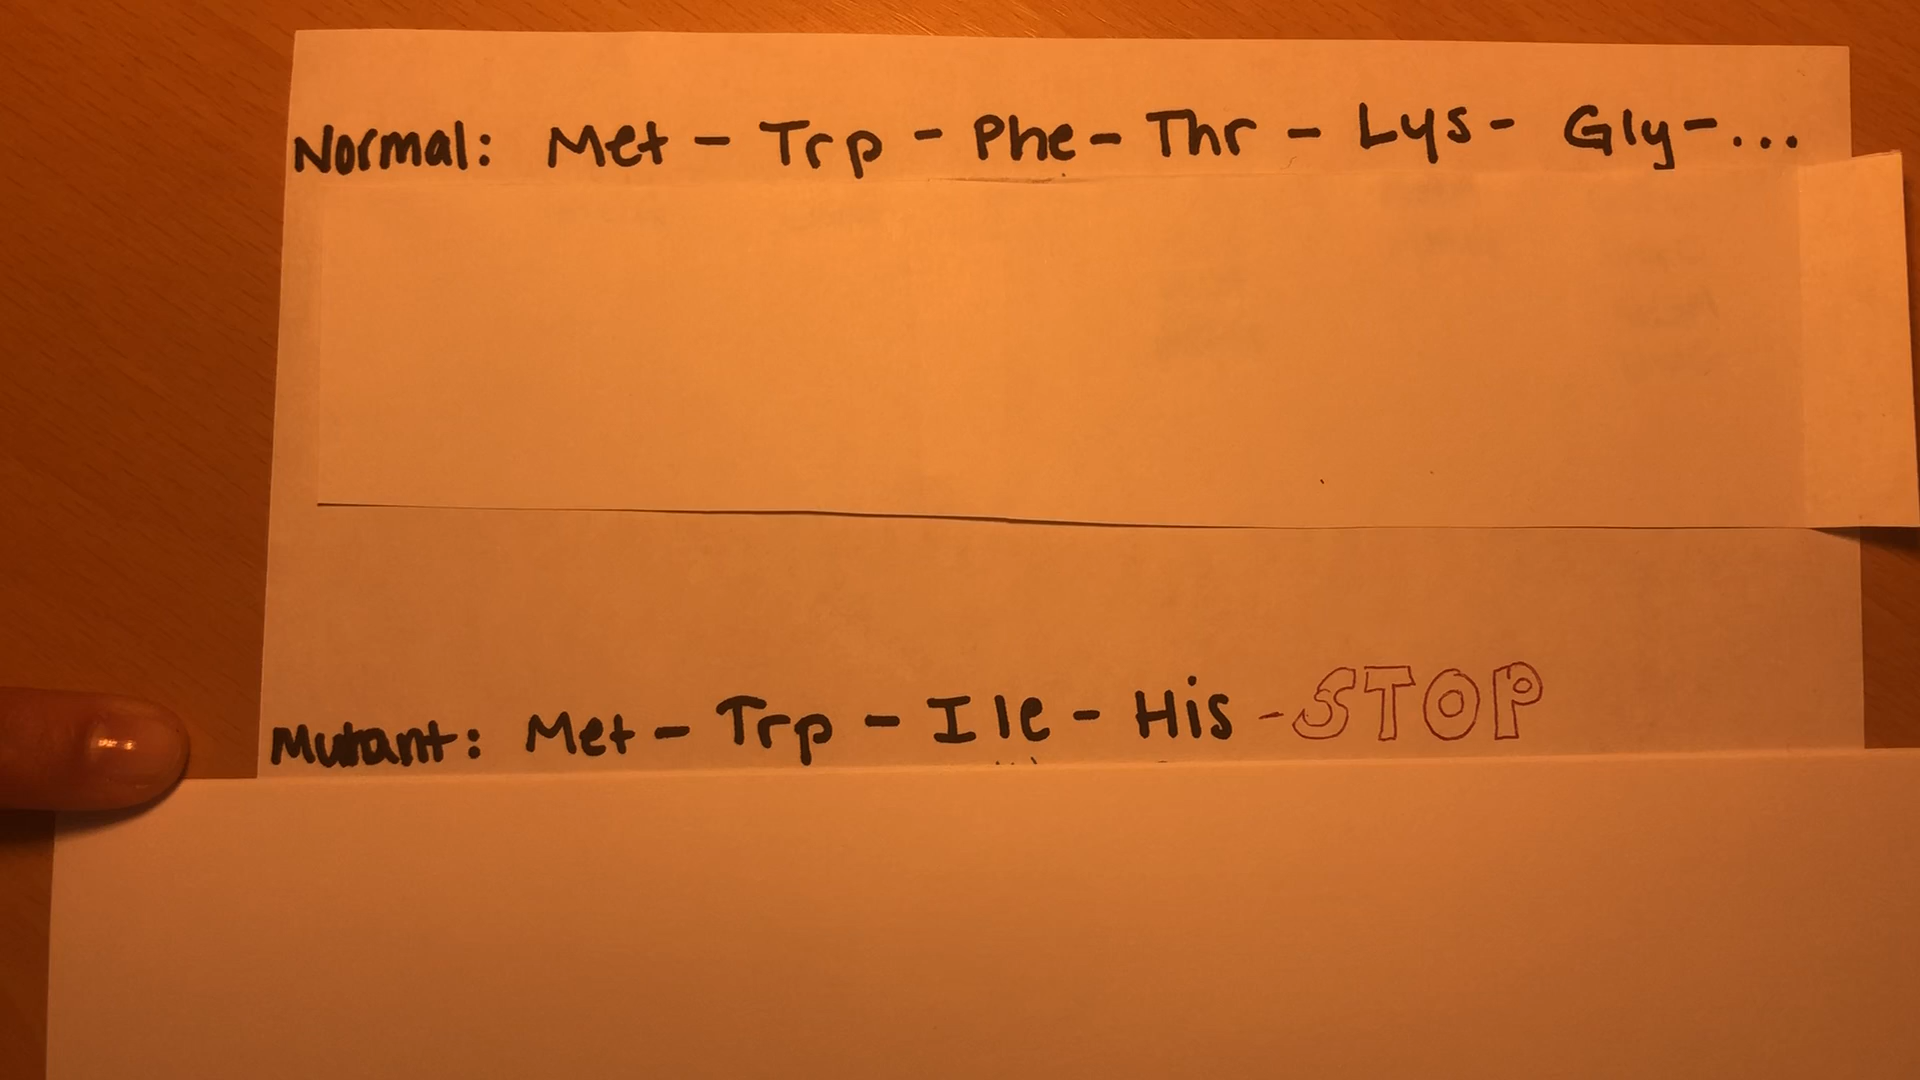 Normal: Met - Trp - Phe - Thr - Lys - Gly - ...
Mutant: Met - Trp - Ile - His - STOP